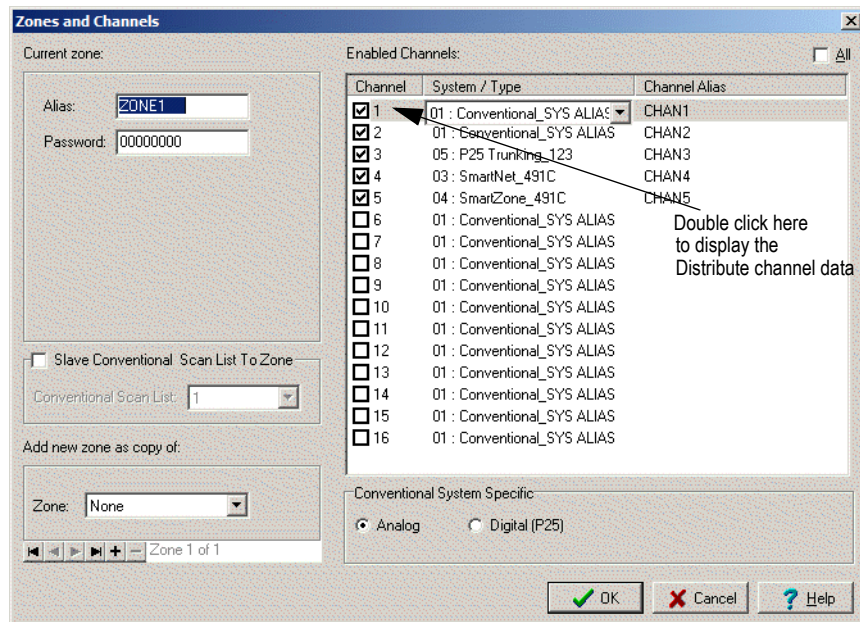 Zones and Channels
Current zone:
Alias: ZONE1
Password: 00000000
Slave Conventional Scan List To Zone
Conventional Scan List: 1
Add new zone as copy of:
Zone: None
Zone 1 of 1
Enabled Channels:
All
Channel System / Type Channel Alias
1 01 : Conventional_SYS ALIAS CHAN1
2 01 : Conventional_SYS ALIAS CHAN2
3 05 : P25 Trunking_123 CHAN3
4 03 : SmartNet_491C CHAN4
5 04 : SmartZone_491C CHAN5
6 01 : Conventional_SYS ALIAS
7 01 : Conventional_SYS ALIAS
8 01 : Conventional_SYS ALIAS
9 01 : Conventional_SYS ALIAS
10 01 : Conventional_SYS ALIAS
11 01 : Conventional_SYS ALIAS
12 01 : Conventional_SYS ALIAS
13 01 : Conventional_SYS ALIAS
14 01 : Conventional_SYS ALIAS
15 01 : Conventional_SYS ALIAS
16 01 : Conventional_SYS ALIAS
Double click here
to display the
Distribute channel data
Conventional System Specific
Analog Digital (P25)
OK Cancel Help